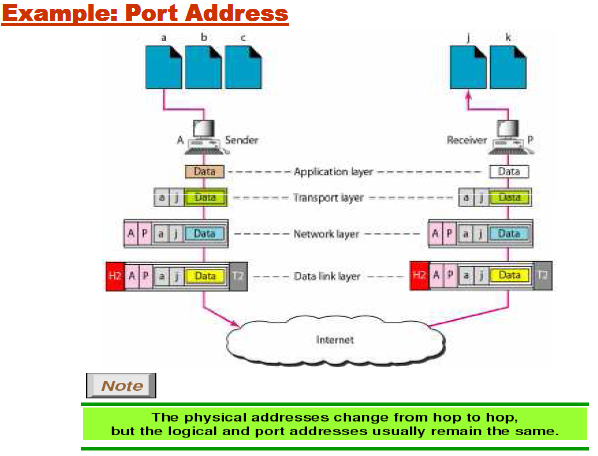 Example: Port Address
a b c j k
A Sender Receiver P
Data Application layer Data
a j Data Transport layer a j Data
A P a j Data Network layer A P a j Data
H2 A P a j Data T2 Data link layer H2 A P a j Data T2
Internet
Note
The physical addresses change from hop to hop,
but the logical and port addresses usually remain the same.